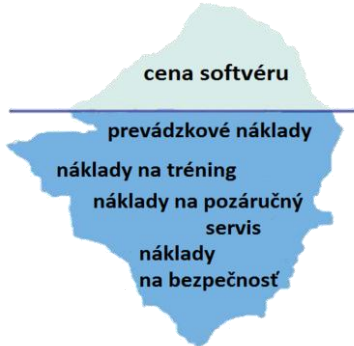 cena softvéru
prevádzkové náklady
náklady na tréning
náklady na pozáručný
servis
náklady
na bezpečnosť